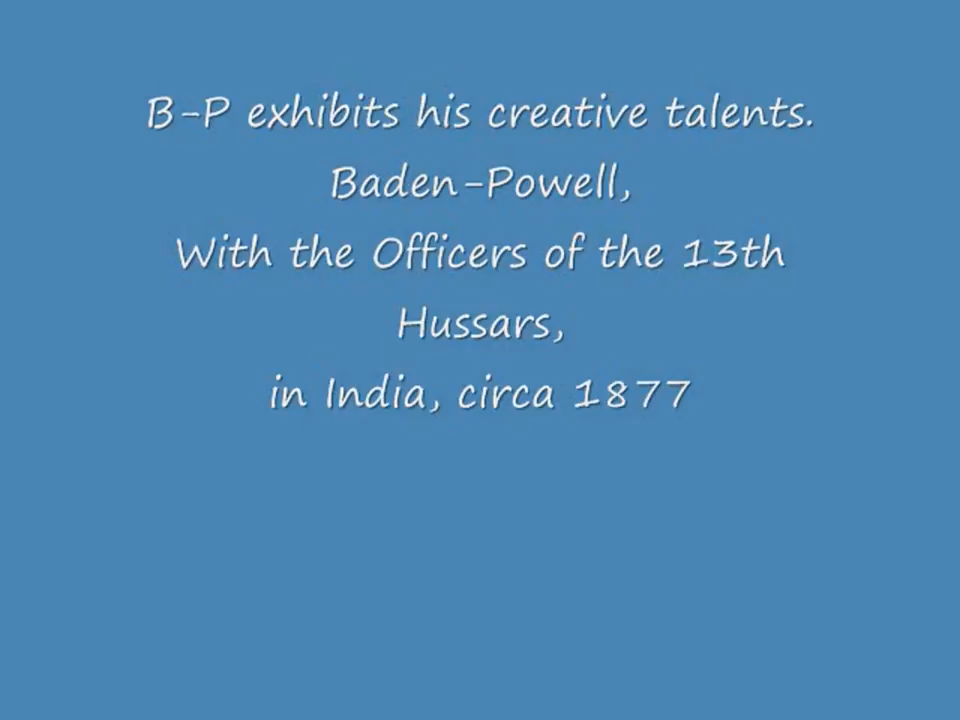 B-P exhibits his creative talents.
Baden-Powell,
With the Officers of the 13th
Hussars,
in India, circa 1877